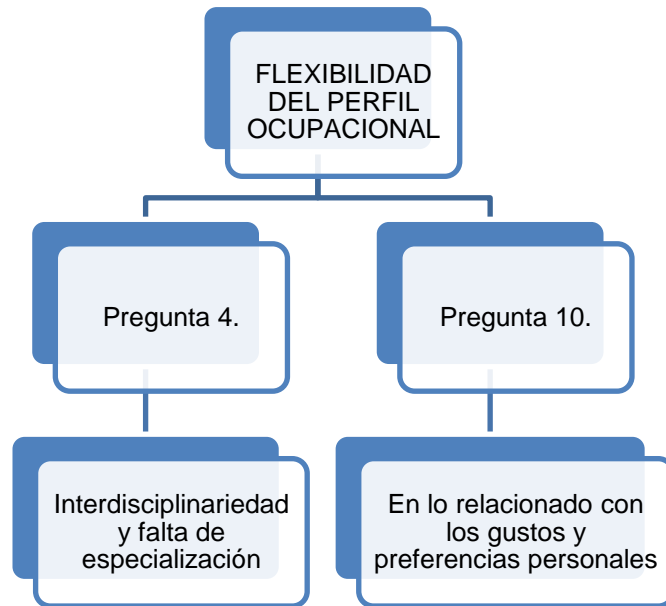 FLEXIBILIDAD
DEL PERFIL
OCUPACIONAL
Pregunta 4.
Pregunta 10.
Interdisciplinariedad
y falta de
especialización
En lo relacionado con
los gustos y
preferencias personales